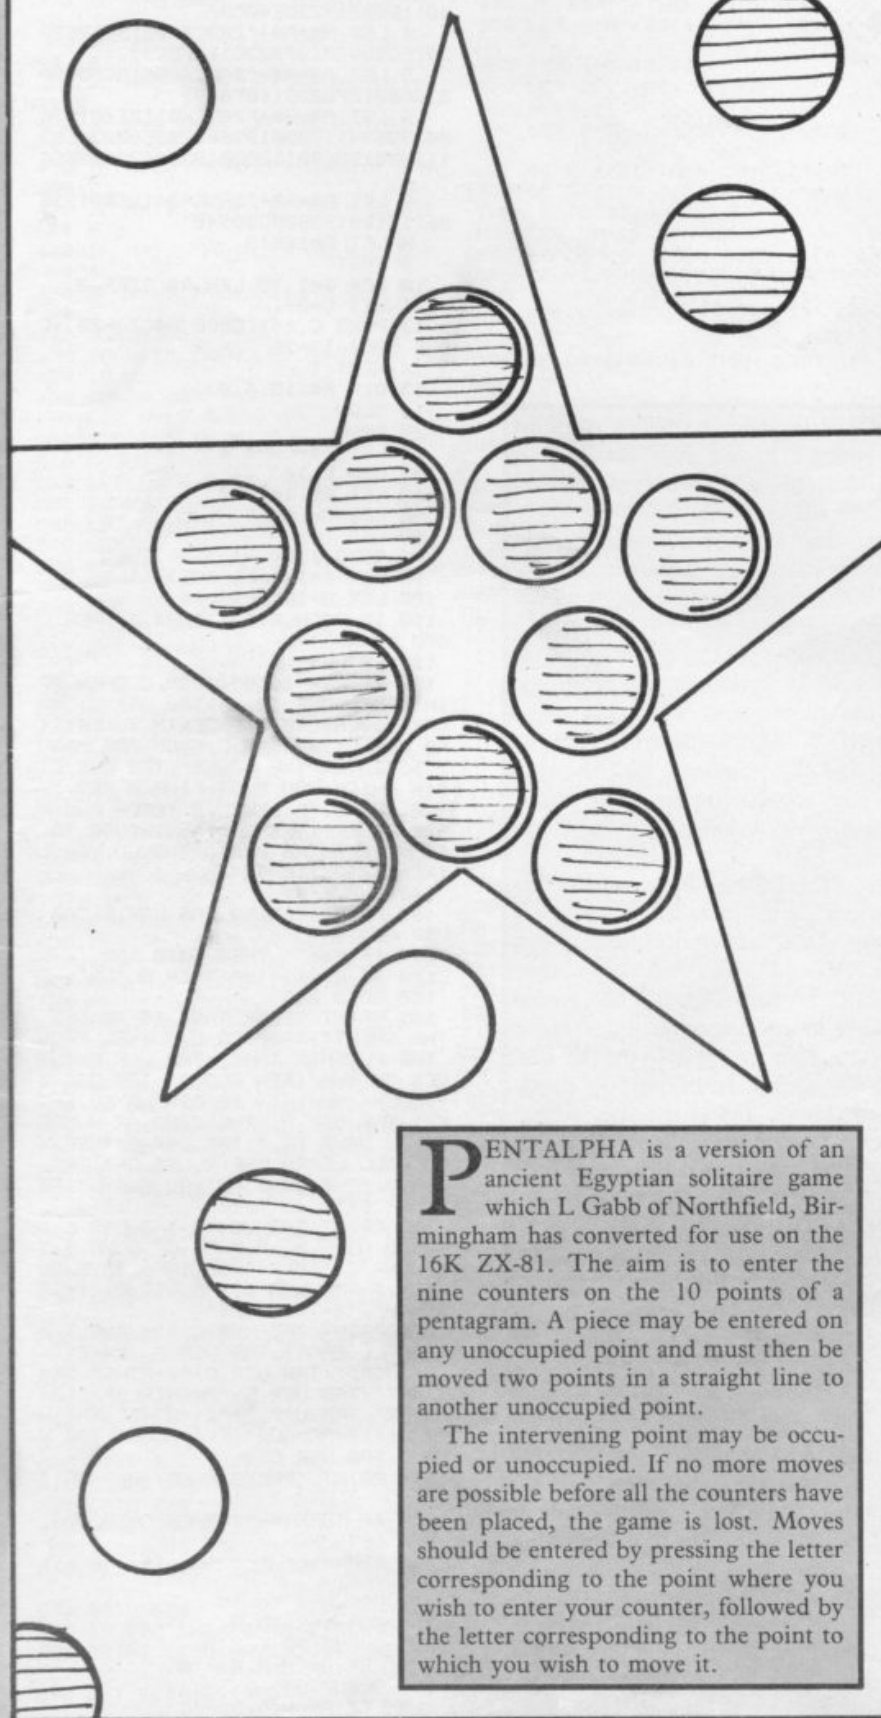 PENTALPHA is a version of an
ancient Egyptian solitaire game
which L Gabb of Northfield, Bir-
mingham has converted for use on the
16K ZX-81. The aim is to enter the
nine counters on the 10 points of a
pentagram. A piece may be entered on
any unoccupied point and must then be
moved two points in a straight line to
another unoccupied point.
The intervening point may be occu-
pied or unoccupied. If no more moves
are possible before all the counters have
been placed, the game is lost. Moves
should be entered by pressing the letter
corresponding to the point where you
wish to enter your counter, followed by
the letter corresponding to the point to
which you wish to move it.